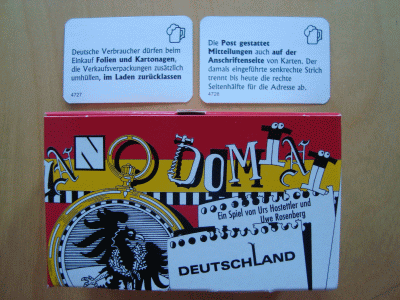 Deutsche Verbraucher dürfen beim
Einkauf Folien und Kartonagen,
die Verkaufsverpackungen zusätzlich
umhüllen, im Laden zurücklassen
4727
Die Post gestattet
Mitteilungen auch auf der
Anschriftenseite von Karten. Der
damals eingeführte senkrechte Strich
trennt bis heute die rechte
Seitenhälfte für die Adresse ab.
4728
ANNO DOMINI
Ein Spiel von Urs Hostettler und
Uwe Rosenberg
DEUTSCHLAND